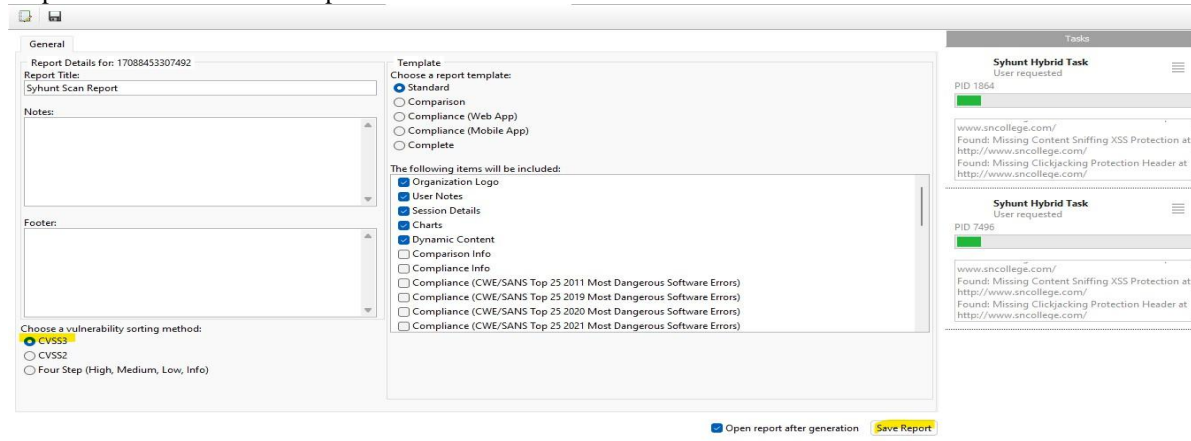 General
Report Details for: 17088453307492
Report Title:
Syhunt Scan Report
Notes:
Footer:
Choose a vulnerability sorting method:
CVSS3
CVSS2
Four Step (High, Medium, Low, Info)
Template
Choose a report template:
Standard
Comparison
Compliance (Web App)
Compliance (Mobile App)
Complete
The following items will be included:
Organization Logo
User Notes
Session Details
Charts
Dynamic Content
Comparison Info
Compliance Info
Compliance (CWE/SANS Top 25 2011 Most Dangerous Software Errors)
Compliance (CWE/SANS Top 25 2019 Most Dangerous Software Errors)
Compliance (CWE/SANS Top 25 2020 Most Dangerous Software Errors)
Compliance (CWE/SANS Top 25 2021 Most Dangerous Software Errors)
Open report after generation
Save Report
Tasks
Syhunt Hybrid Task
User requested
PID 1864
www.sncollege.com/
Found: Missing Content Sniffing XSS Protection at
http://www.sncollege.com/
Found: Missing Clickjacking Protection Header at
http://www.sncollege.com/
Syhunt Hybrid Task
User requested
PID 7496
www.sncollege.com/
Found: Missing Content Sniffing XSS Protection at
http://www.sncollege.com/
Found: Missing Clickjacking Protection Header at
http://www.sncollege.com/